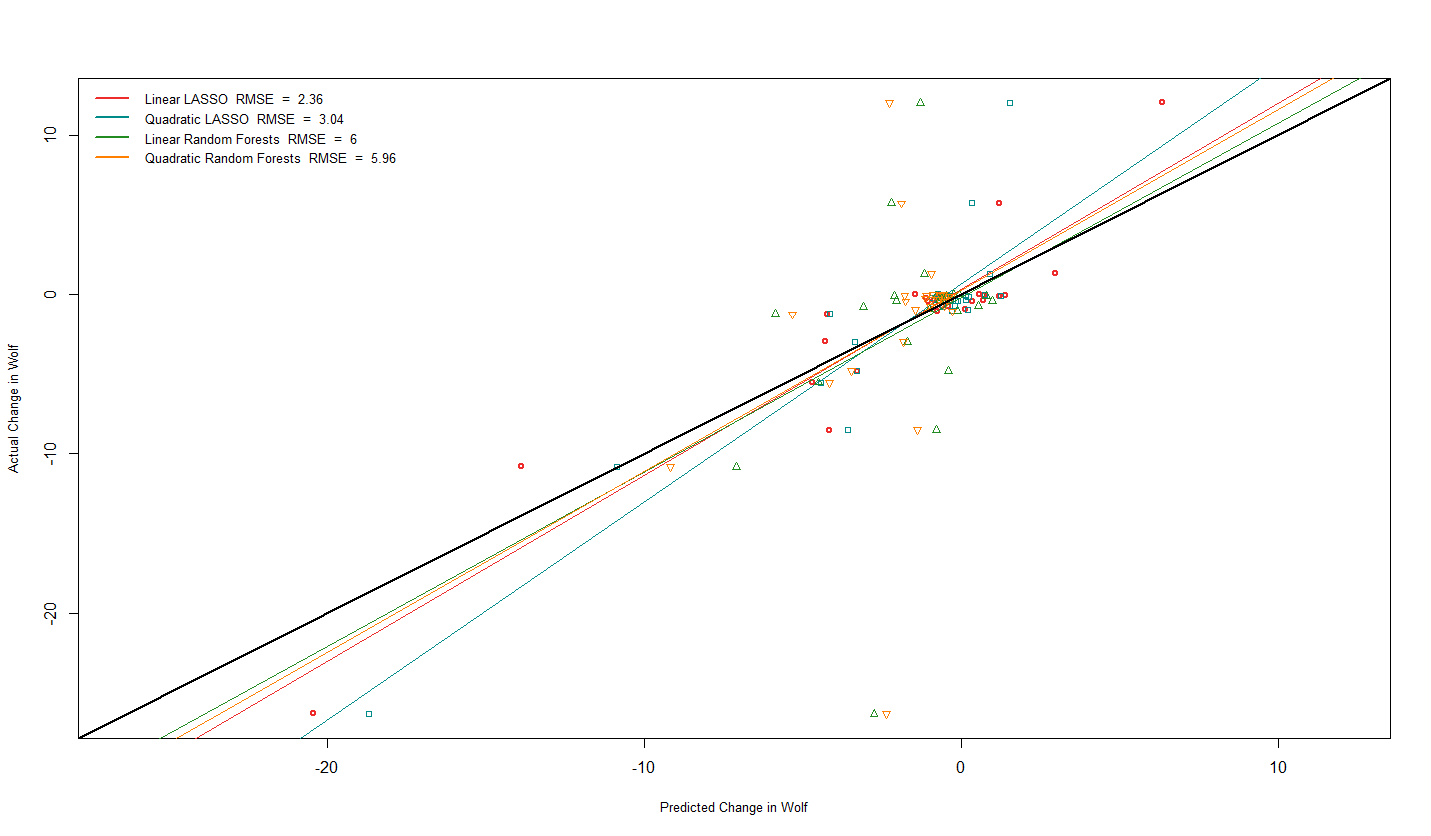 Linear LASSO RMSE = 2.36
Quadratic LASSO RMSE = 3.04
Linear Random Forests RMSE = 6
Quadratic Random Forests RMSE = 5.96
10
0
-10
-20
Actual Change in Wolf
-20 -10 0 10
Predicted Change in Wolf